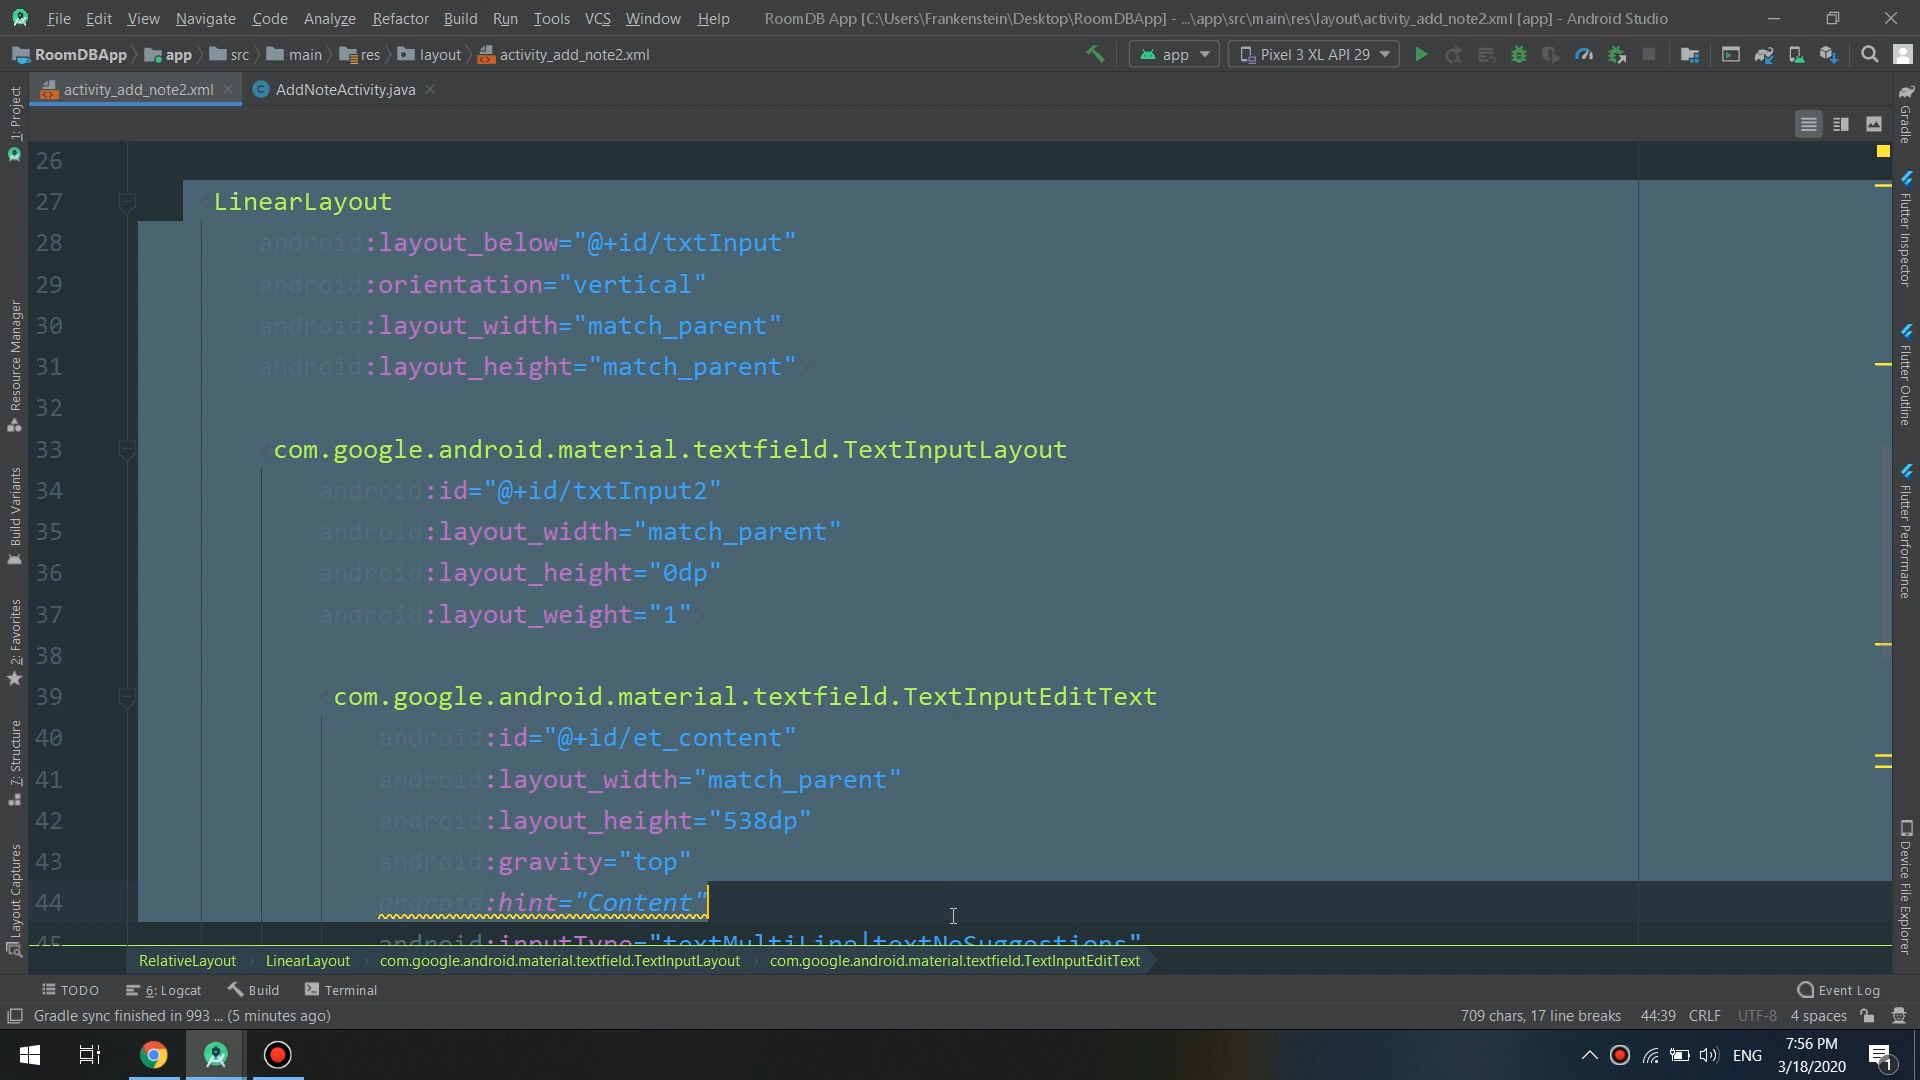 File Edit View Navigate Code Analyze Refactor Build Run Tools VCS Window Help RoomDB App [C:\Users\Frankenstein\Desktop\RoomDBApp] - ...\app\src\main\res\layout\activity_add_note2.xml [app] - Android Studio
RoomDBApp app src main res layout activity_add_note2.xml app Pixel 3 XL API 29
activity_add_note2.xml AddNoteActivity.java
26
27 <LinearLayout
28 android:layout_below="@+id/txtInput"
29 android:orientation="vertical"
30 android:layout_width="match_parent"
31 android:layout_height="match_parent">
32
33 <com.google.android.material.textfield.TextInputLayout
34 android:id="@+id/txtInput2"
35 android:layout_width="match_parent"
36 android:layout_height="0dp"
37 android:layout_weight="1">
38
39 <com.google.android.material.textfield.TextInputEditText
40 android:id="@+id/et_content"
41 android:layout_width="match_parent"
42 android:layout_height="538dp"
43 android:gravity="top"
44 android:hint="Content"
45 android:inputType="textMultiLine|textNoSuggestions"
RelativeLayout LinearLayout com.google.android.material.textfield.TextInputLayout com.google.android.material.textfield.TextInputEditText
1: Project
Resource Manager
Build Variants
2: Favorites
7: Structure
Layout Captures
Gradle
Flutter Inspector
Flutter Outline
Flutter Performance
Device File Explorer
TODO 6: Logcat Build Terminal Event Log
Gradle sync finished in 993 ... (5 minutes ago) 709 chars, 17 line breaks 44:39 CRLF UTF-8 4 spaces
ENG 7:56 PM
3/18/2020 1